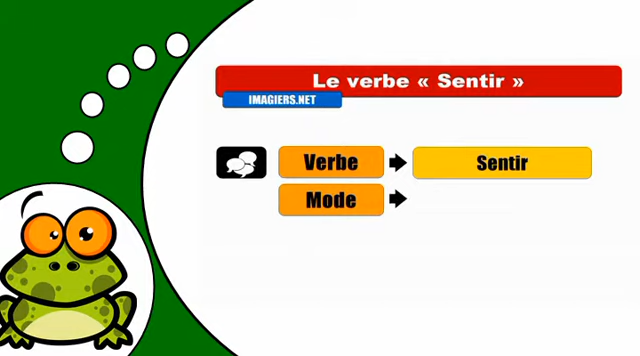 Le verbe « Sentir »
IMAGIERS.NET
Verbe Sentir
Mode